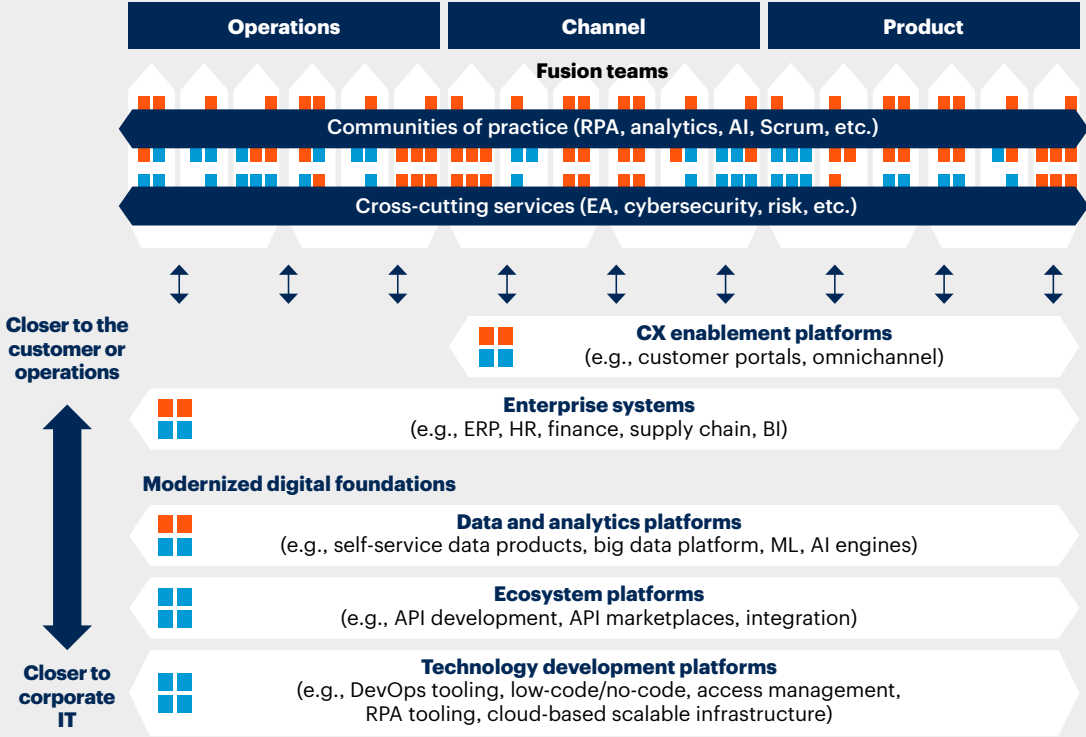 Operations
Channel
Product
Fusion teams
Communities of practice (RPA, analytics, AI, Scrum, etc.)
Cross-cutting services (EA, cybersecurity, risk, etc.)
Closer to the
customer or
operations
CX enablement platforms
(e.g., customer portals, omnichannel)
Enterprise systems
(e.g., ERP, HR, finance, supply chain, BI)
Modernized digital foundations
Data and analytics platforms
(e.g., self-service data products, big data platform, ML, AI engines)
Ecosystem platforms
(e.g., API development, API marketplaces, integration)
Closer to
corporate
IT
Technology development platforms
(e.g., DevOps tooling, low-code/no-code, access management,
RPA tooling, cloud-based scalable infrastructure)